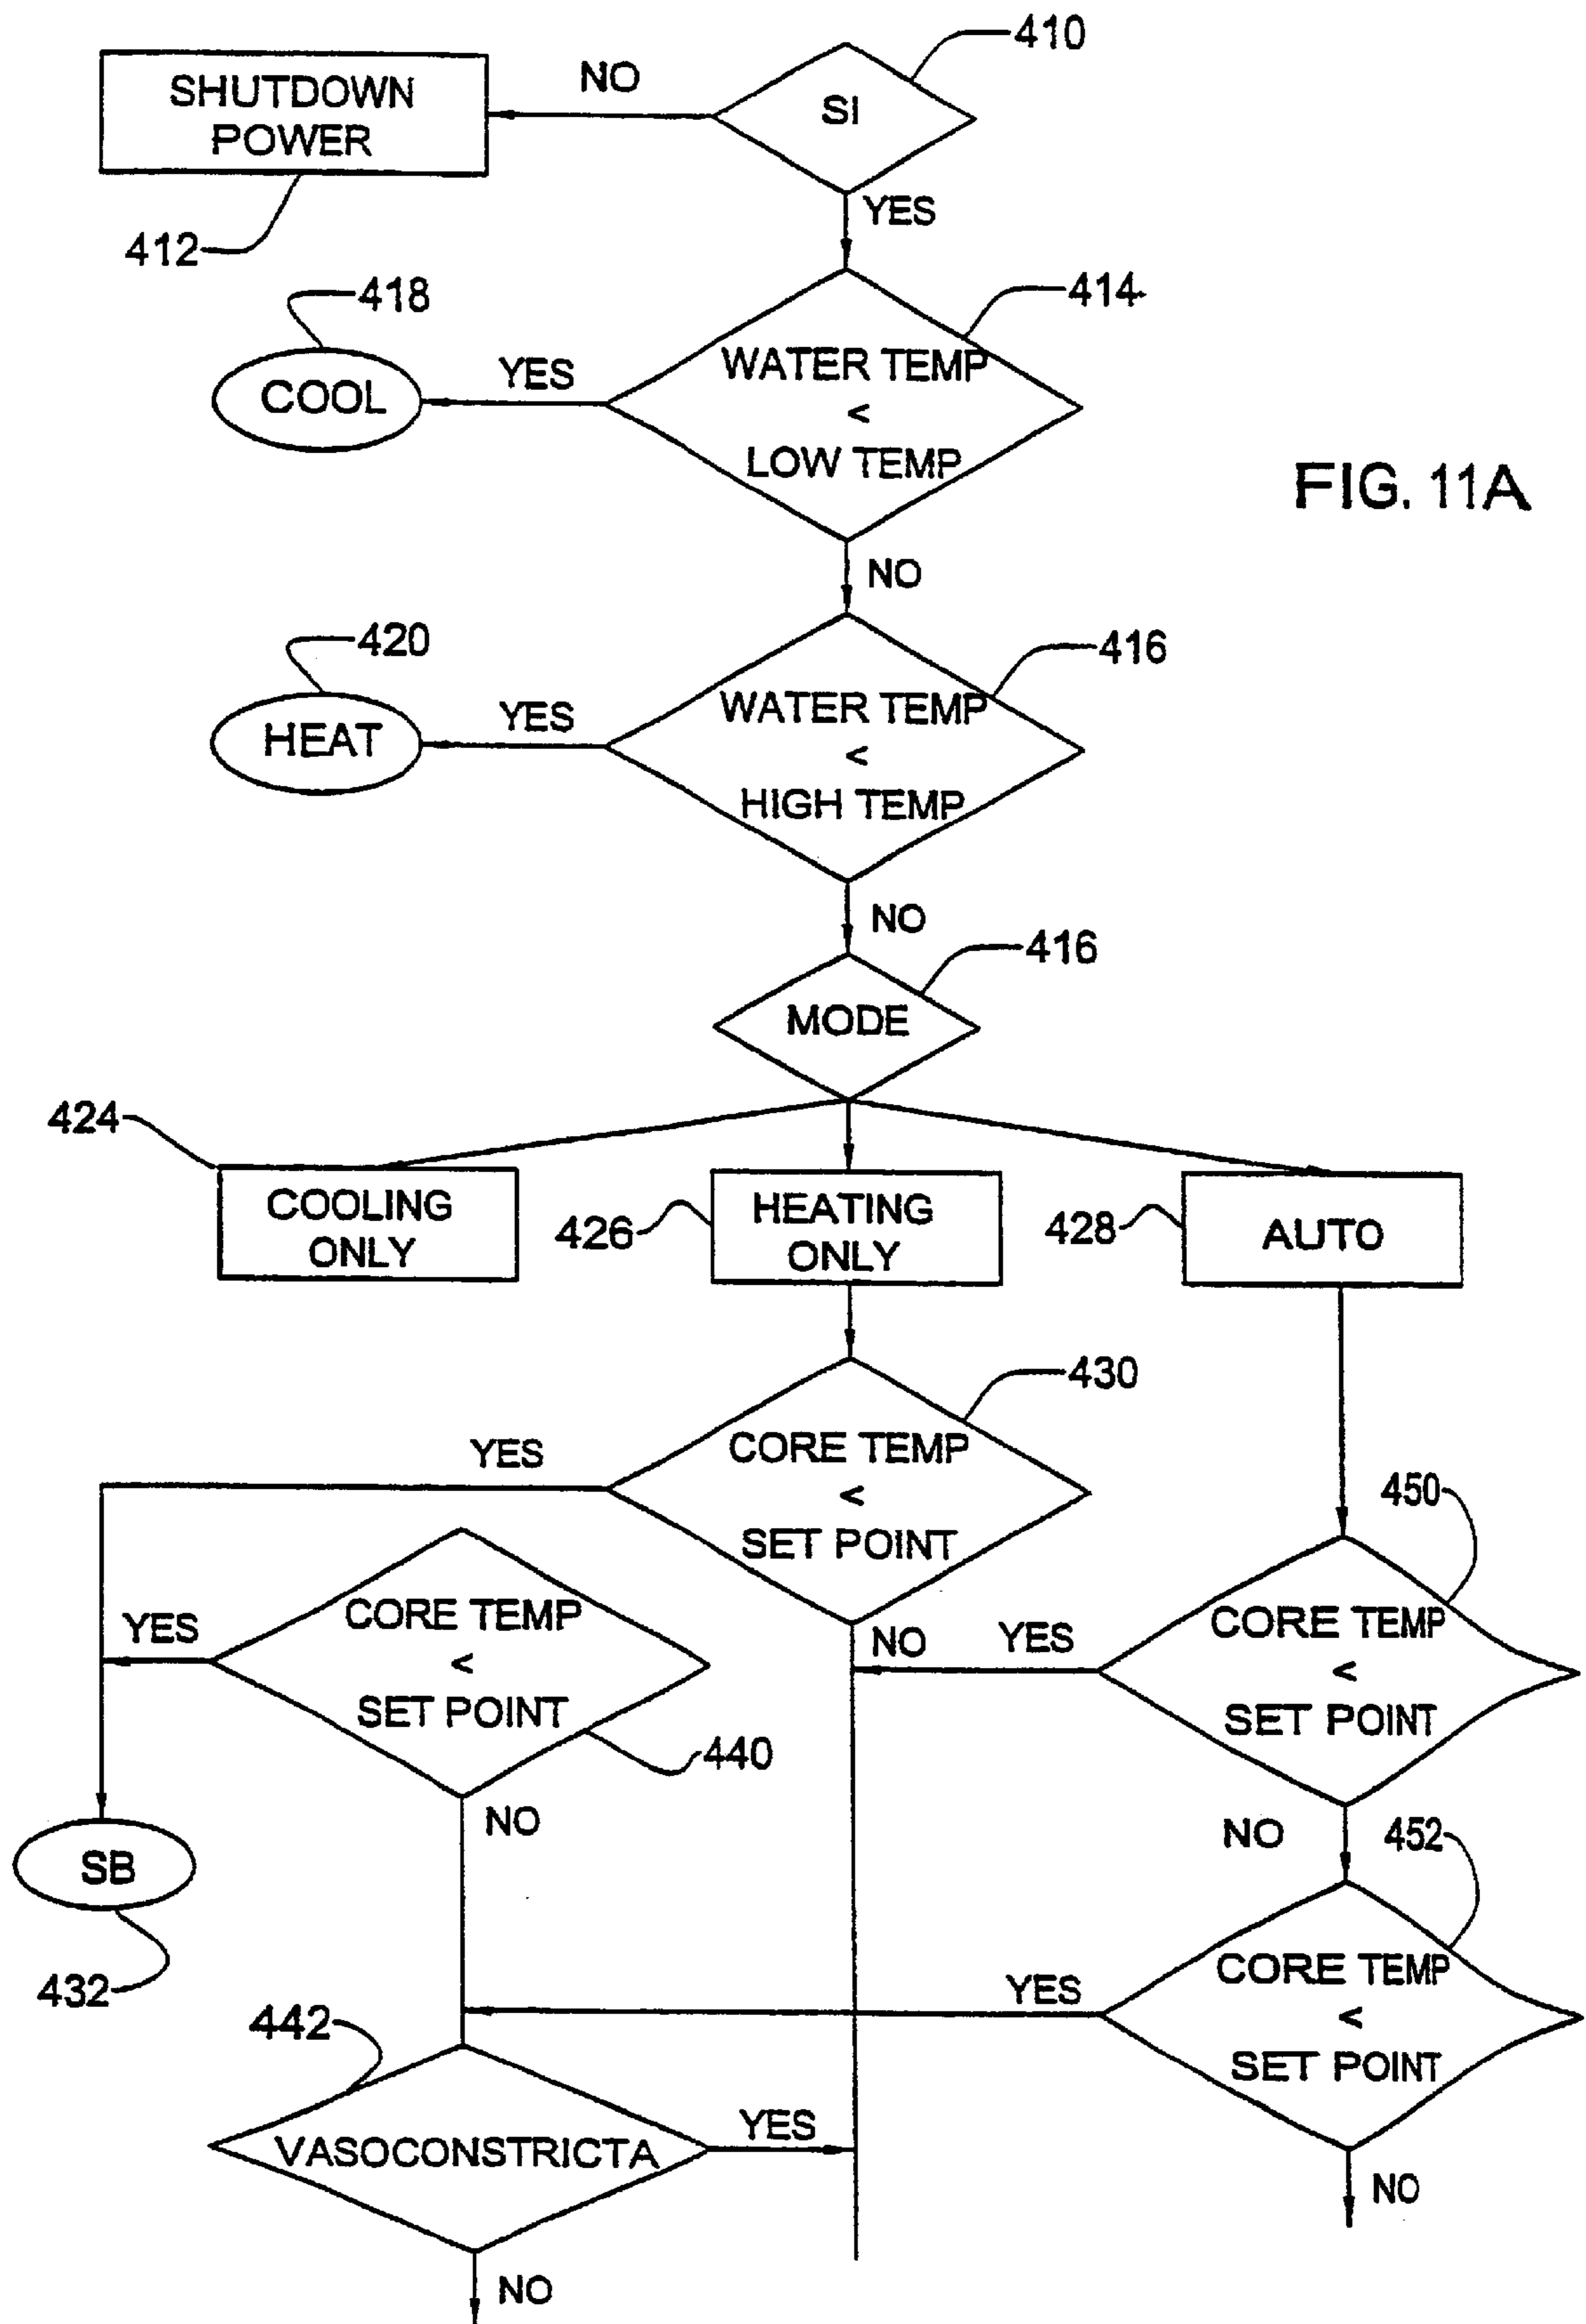 410
SHUTDOWN
POWER
NO
SI
412
YES
418
414
COOL
YES
WATER TEMP
<
LOW TEMP
FIG. 11A
NO
420
416
HEAT
YES
WATER TEMP
<
HIGH TEMP
NO
416
MODE
424
COOLING
ONLY
426
HEATING
ONLY
428
AUTO
430
YES
CORE TEMP
<
SET POINT
450
YES
CORE TEMP
<
SET POINT
440
NO
YES
CORE TEMP
<
SET POINT
NO
SB
432
NO
452
YES
CORE TEMP
<
SET POINT
442
VASOCONSTRICTA
YES
NO
NO